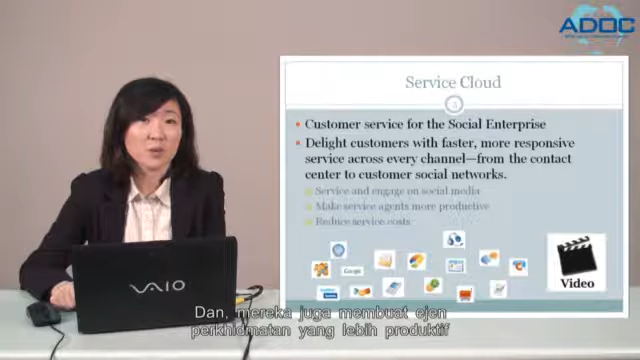 ADOC
Service Cloud
3
Customer service for the Social Enterprise
Delight customers with faster, more responsive
service across every channel—from the contact
center to customer social networks.
Service and engage on social media
Make service agents more productive
Reduce service costs
Google
Video
VAIO
Dan, mereka juga membuat ejen
perkhidmatan yang lebih produktif